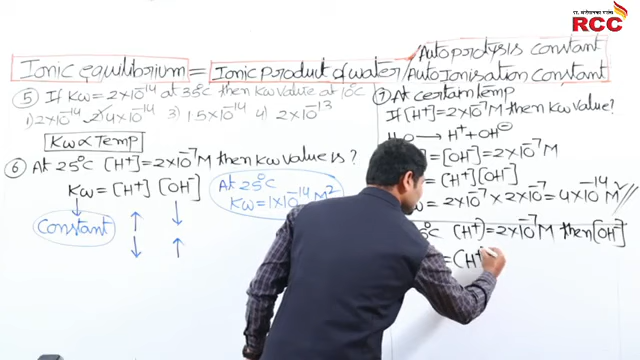 RCC
Ionic equilibrium = Ionic product of water / Autoprotysis constant
Autoionisation Constant
⑤ If Kw = 2×10⁻¹⁴ at 35°C then Kw value at 10°C
1) 2×10⁻¹⁴ 2) 4×10⁻¹⁴ 3) 1.5×10⁻¹⁴ 4) 2×10⁻¹³
Kw ∝ Temp
⑥ At 25°C [H⁺] = 2×10⁻⁷M then Kw value is?
Kw = [H⁺] [OH⁻]
Constant ↑ ↓
↓ ↑
At 25°C
Kw = 1×10⁻¹⁴ M²
⑦ At certain temp
If [H⁺] = 2×10⁻⁷M then Kw value?
→ H⁺ + OH⁻
= [OH⁻] = 2×10⁻⁷M
= [H⁺] [OH⁻]
= 2×10⁻⁷ × 2×10⁻⁷ = 4×10⁻¹⁴ M²
5°C [H⁺] = 2×10⁻⁷M then [OH⁻]
= [H⁺